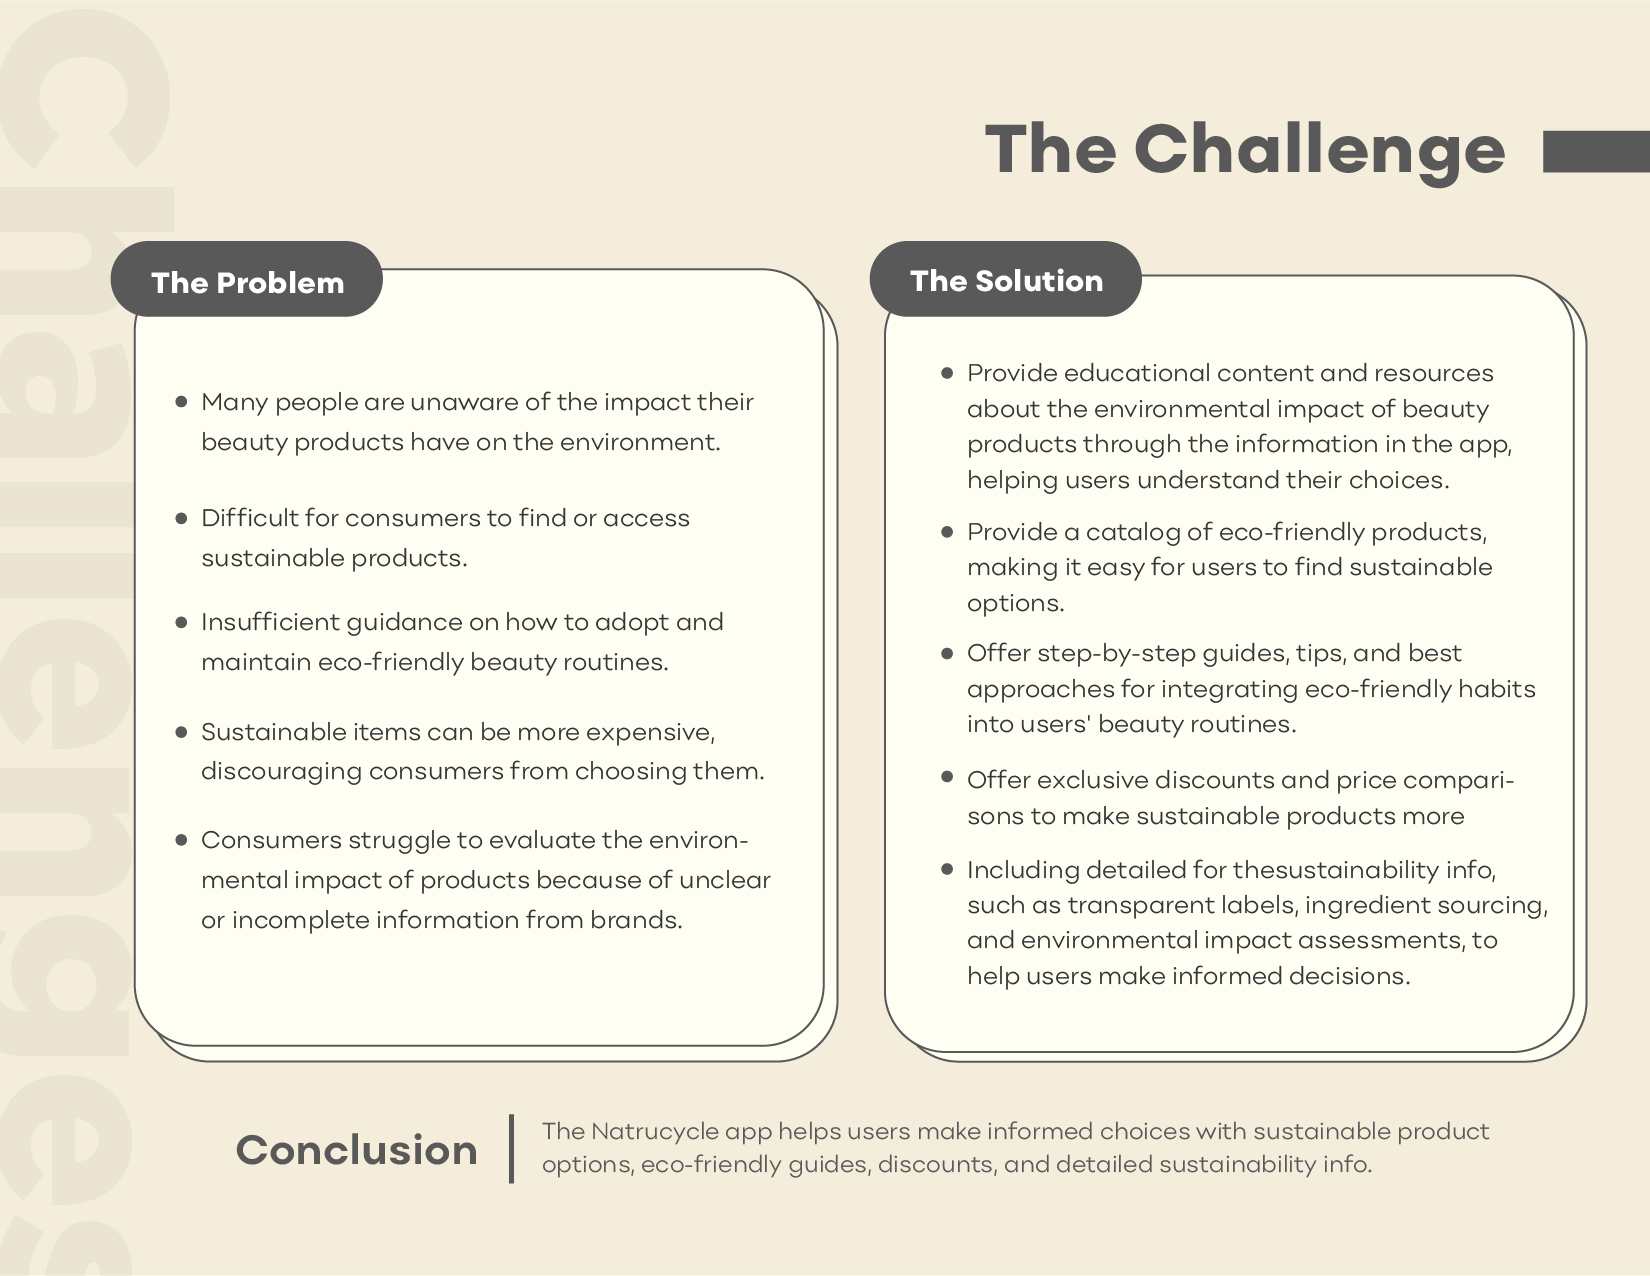 Challenges
The Challenge
The Problem
• Many people are unaware of the impact their
beauty products have on the environment.
• Difficult for consumers to find or access
sustainable products.
• Insufficient guidance on how to adopt and
maintain eco-friendly beauty routines.
• Sustainable items can be more expensive,
discouraging consumers from choosing them.
• Consumers struggle to evaluate the environ-
mental impact of products because of unclear
or incomplete information from brands.
The Solution
• Provide educational content and resources
about the environmental impact of beauty
products through the information in the app,
helping users understand their choices.
• Provide a catalog of eco-friendly products,
making it easy for users to find sustainable
options.
• Offer step-by-step guides, tips, and best
approaches for integrating eco-friendly habits
into users' beauty routines.
• Offer exclusive discounts and price compari-
sons to make sustainable products more
• Including detailed for thesustainability info,
such as transparent labels, ingredient sourcing,
and environmental impact assessments, to
help users make informed decisions.
Conclusion
The Natrucycle app helps users make informed choices with sustainable product
options, eco-friendly guides, discounts, and detailed sustainability info.